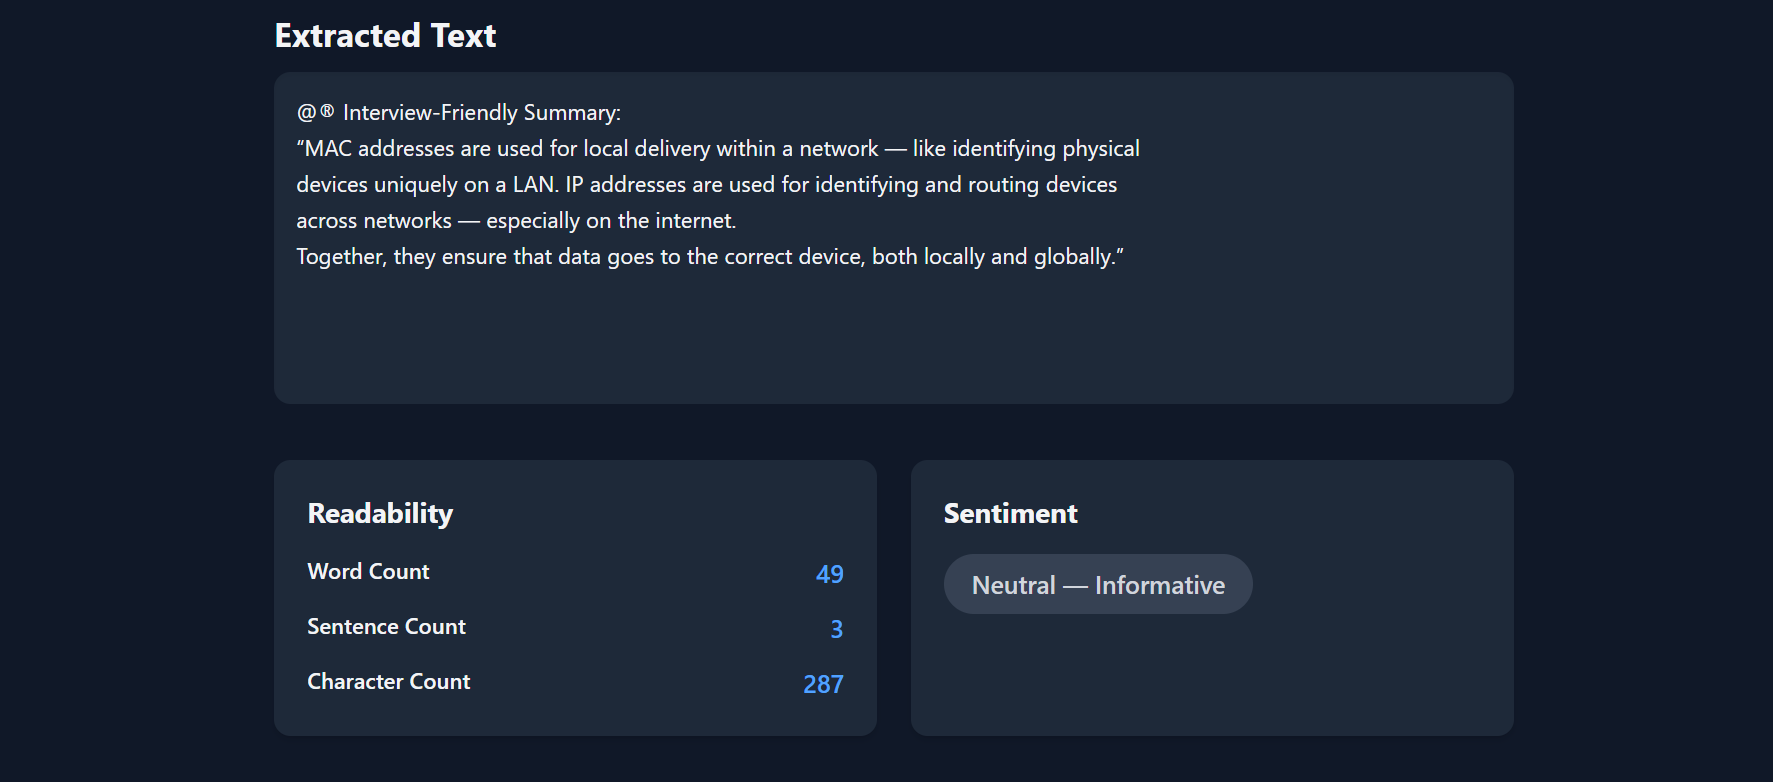 Extracted Text
@® Interview-Friendly Summary:
“MAC addresses are used for local delivery within a network — like identifying physical
devices uniquely on a LAN. IP addresses are used for identifying and routing devices
across networks — especially on the internet.
Together, they ensure that data goes to the correct device, both locally and globally.”
Readability
Word Count 49
Sentence Count 3
Character Count 287
Sentiment
Neutral — Informative